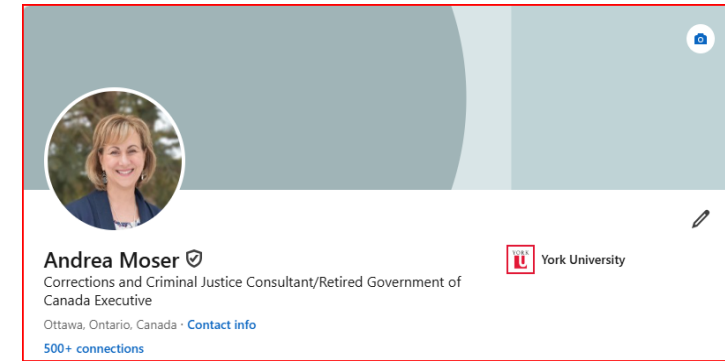 Andrea Moser
Corrections and Criminal Justice Consultant/Retired Government of
Canada Executive
Ottawa, Ontario, Canada · Contact info
500+ connections
YORK
U
York University